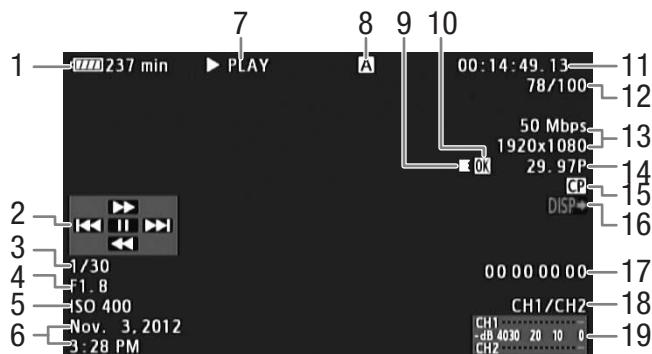 7 8 9 10
1 237 min ▶ PLAY A 00:14:49.13 11
78/100 12
50 Mbps 13
1920x1080
OK 29.97P 14
CP 15
DISP 16
2
3 1/30
4 F1.8 00 00 00 00 17
5 ISO 400 CH1/CH2 18
6 Nov. 3, 2012 CH1
3:28 PM -dB 40 30 20 10 0 19
CH2